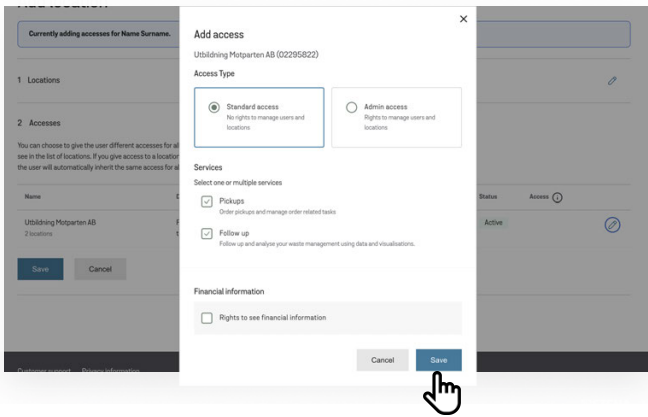 Add location
Currently adding accesses for Name Surname.
1 Locations
2 Accesses
You can choose to give the user different accesses for al
see in the list of locations. If you give access to a location
the user will automatically inherit the same access for al
Name
Status
Access
Utbildning Motparten AB
2 locations
Active
Save
Cancel
Customer support
Privacy information
Add access
Utbildning Motparten AB (02295822)
Access Type
Standard access
No rights to manage users and
locations
Admin access
Rights to manage users and
locations
Services
Select one or multiple services
Pickups
Order pickups and manage order related tasks
Follow up
Follow up and analyse your waste management using data and visualisations.
Financial information
Rights to see financial information
Cancel
Save